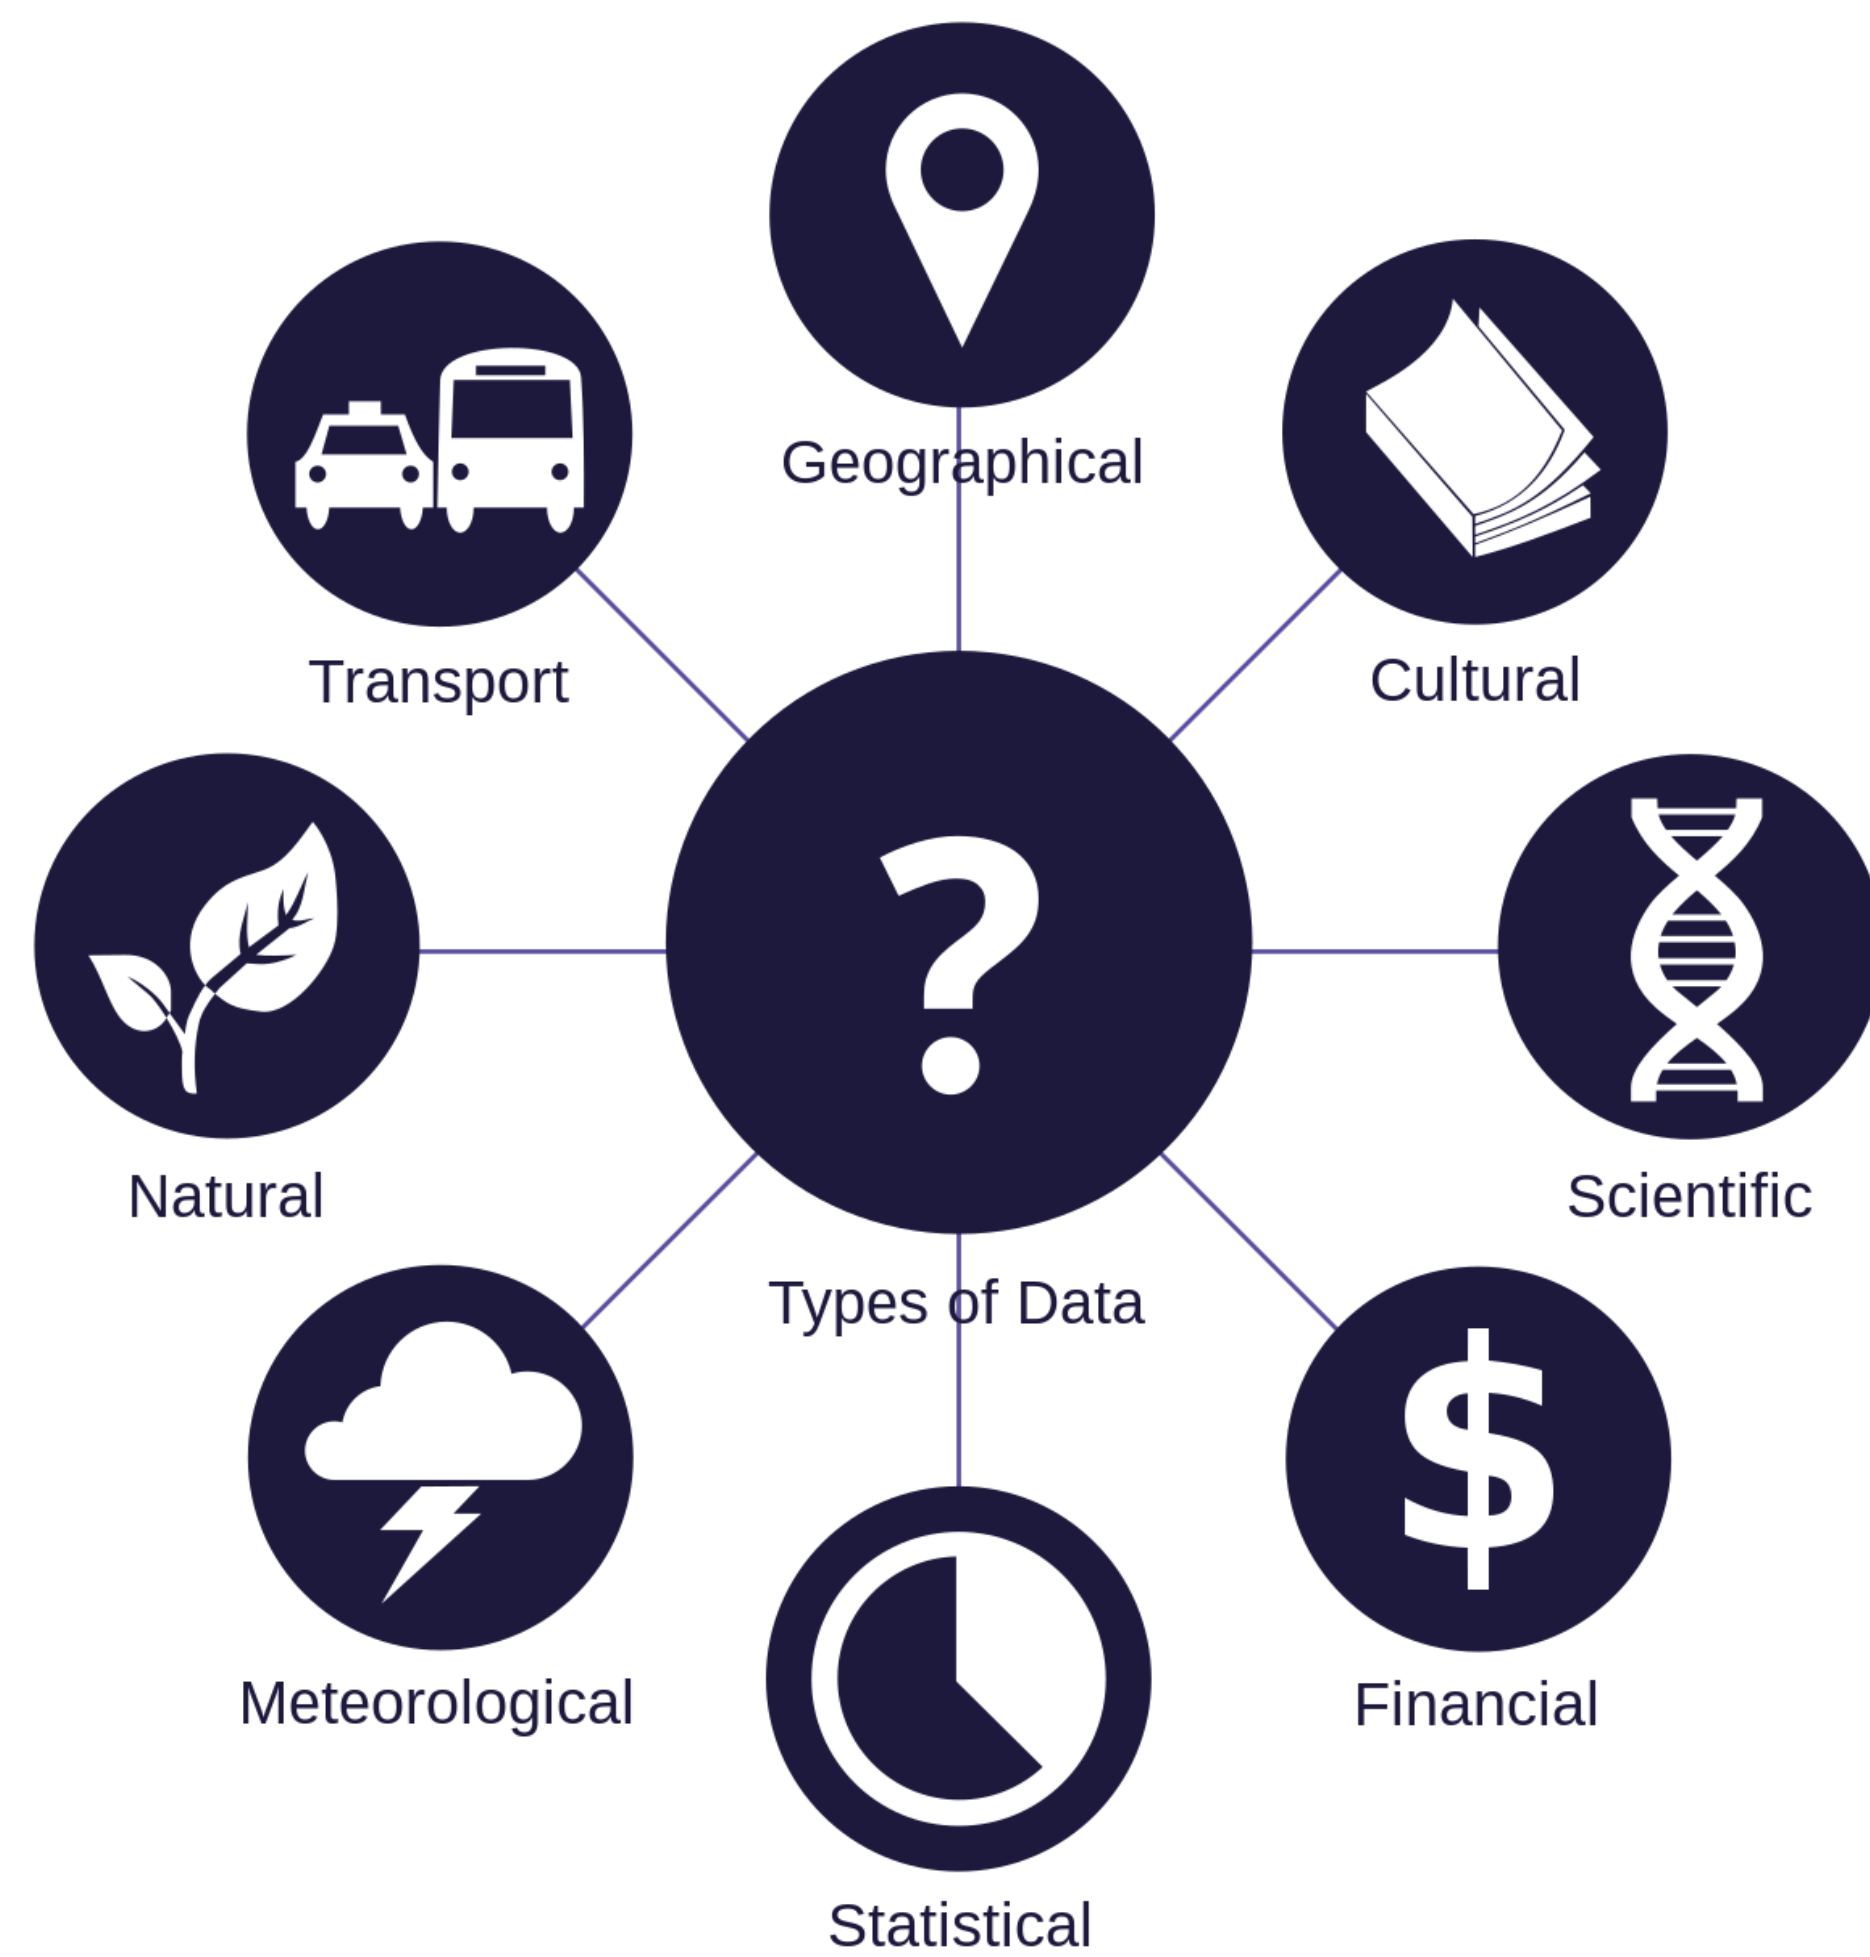 Geographical
Transport
Cultural
?
Natural
Scientific
Types of Data
$
Meteorological
Financial
Statistical